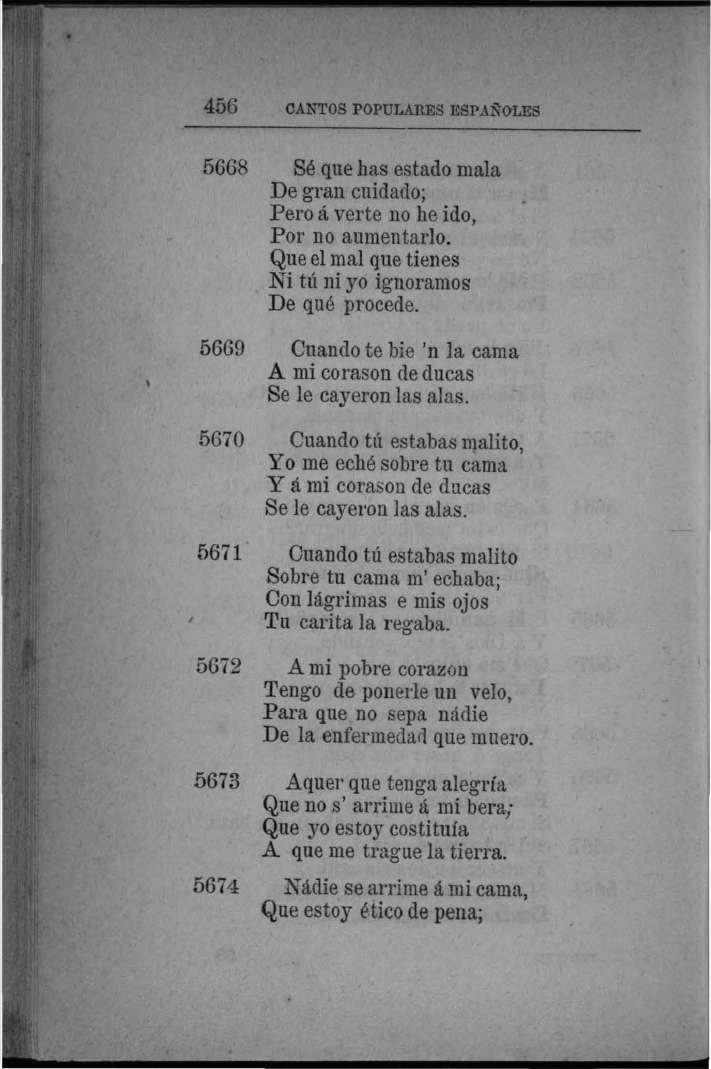 456 CANTOS POPULARES ESPAÑOLES
5668 Sé que has estado mala
De gran cuidado;
Pero á verte no he ido,
Por no aumentarlo.
Que el mal que tienes
Ni tú ni yo ignoramos
De qué procede.
5669 Cuando te bie 'n la cama
A mi corason de ducas
Se le cayeron las alas.
5670 Cuando tú estabas malito,
Yo me eché sobre tu cama
Y á mi corason de ducas
Se le cayeron las alas.
5671 Cuando tú estabas malito
Sobre tu cama m' echaba;
Con lágrimas e mis ojos
Tu carita la regaba.
5672 A mi pobre corazon
Tengo de ponerle un velo,
Para que no sepa nádie
De la enfermedad que muero.
5673 Aquer que tenga alegría
Que no s' arrime á mi bera;
Que yo estoy costituía
A que me trague la tierra.
5674 Nádie se arrime á mi cama,
Que estoy ético de pena;